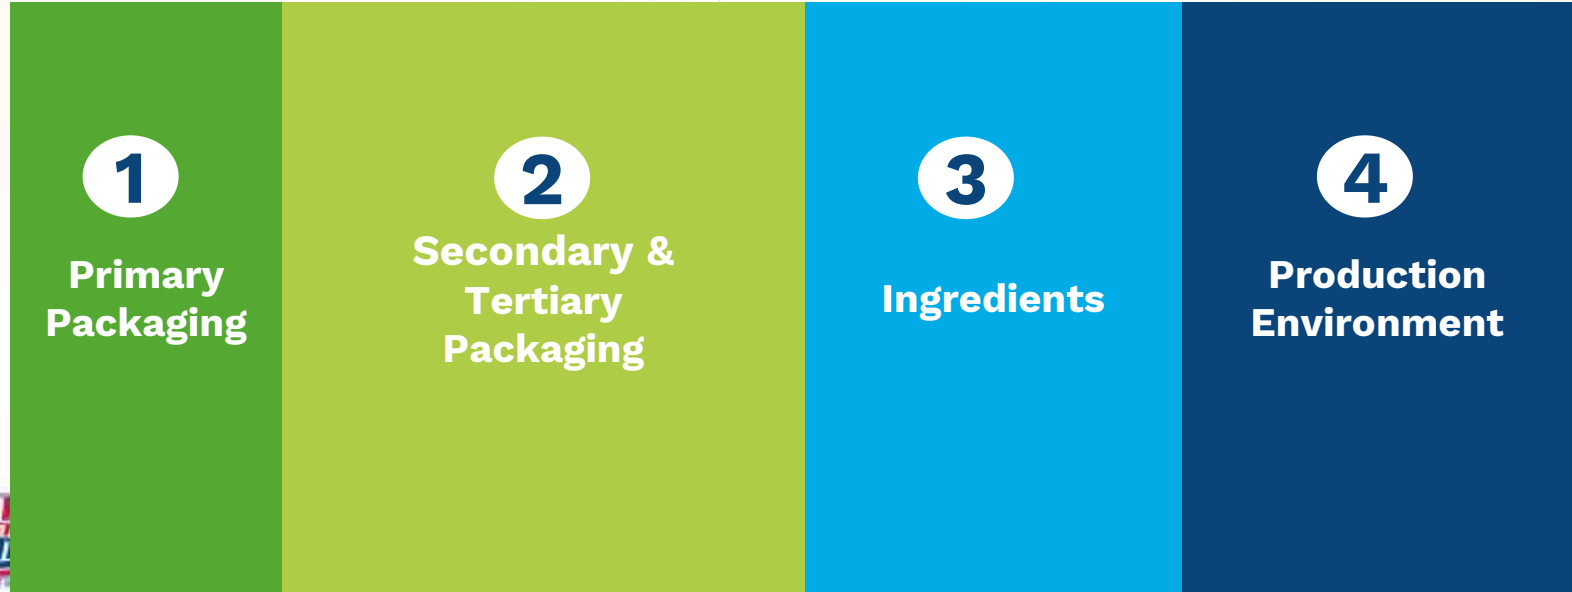 1
Primary
Packaging
2
Secondary &
Tertiary
Packaging
3
Ingredients
4
Production
Environment